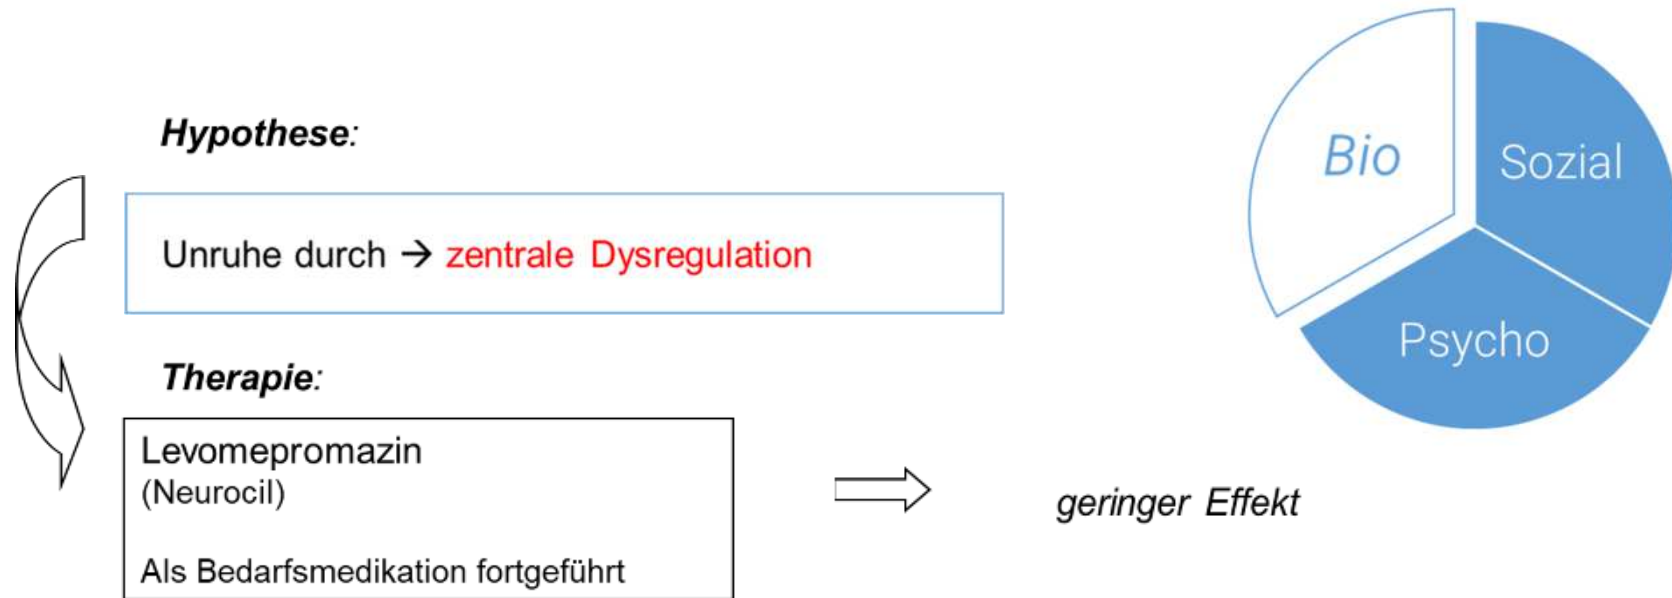 Hypothese:
Unruhe durch → zentrale Dysregulation
Therapie:
Levomepromazin
(Neurocil)
Als Bedarfsmedikation fortgeführt
geringer Effekt
Bio
Sozial
Psycho